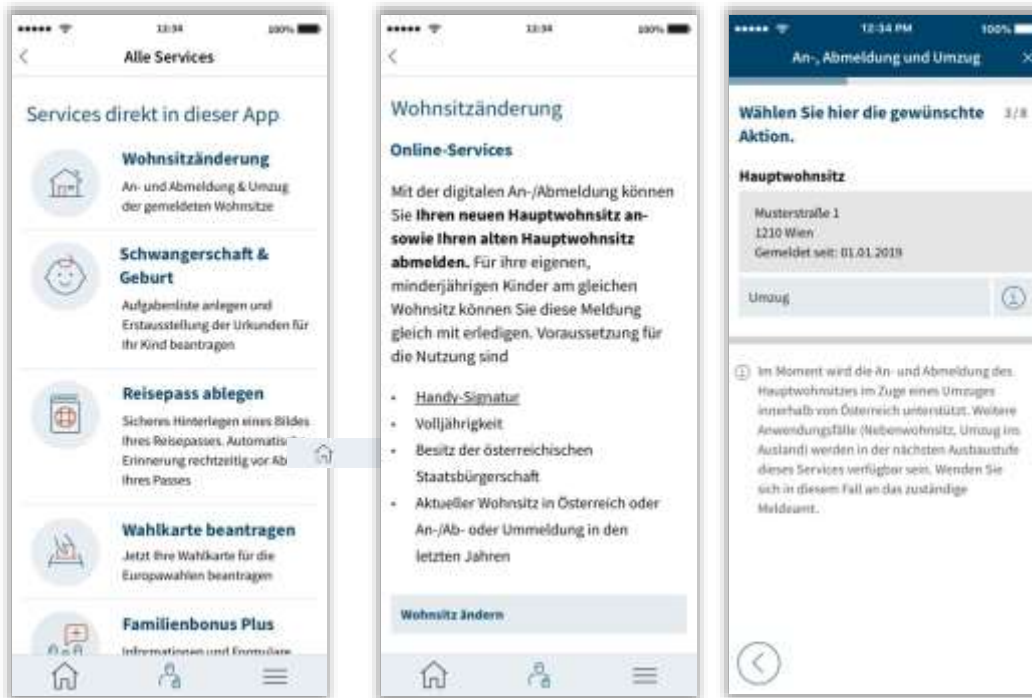 12:34
100%
Alle Services
Services direkt in dieser App
Wohnsitzänderung
An- und Abmeldung & Umzug
der gemeldeten Wohnsitze
Schwangerschaft &
Geburt
Aufgabenliste anlegen und
Erstausstellung der Urkunden für
Ihr Kind beantragen
Reisepass ablegen
Sicheres Hinterlegen eines Bildes
Ihres Reisepasses. Automatis
Erinnerung rechtzeitig vor Ab
Ihres Passes
Wahlkarte beantragen
Jetzt Ihre Wahlkarte für die
Europawahlen beantragen
Familienbonus Plus
Informationen und Formulare
12:34
100%
Wohnsitzänderung
Online-Services
Mit der digitalen An-/Abmeldung können
Sie Ihren neuen Hauptwohnsitz an-
sowie Ihren alten Hauptwohnsitz
abmelden. Für ihre eigenen,
minderjährigen Kinder am gleichen
Wohnsitz können Sie diese Meldung
gleich mit erledigen. Voraussetzung für
die Nutzung sind
• Handy-Signatur
• Volljährigkeit
• Besitz der österreichischen
Staatsbürgerschaft
• Aktueller Wohnsitz in Österreich oder
An-/Ab- oder Ummeldung in den
letzten Jahren
Wohnsitz ändern
12:34 PM
100%
An-, Abmeldung und Umzug
Wählen Sie hier die gewünschte 3/8
Aktion.
Hauptwohnsitz
Musterstraße 1
1210 Wien
Gemeldet seit: 01.01.2019
Umzug
Im Moment wird die An- und Abmeldung des
Hauptwohnsitzes im Zuge eines Umzuges
innerhalb von Österreich unterstützt. Weitere
Anwendungsfälle (Nebenwohnsitz, Umzug ins
Ausland) werden in der nächsten Ausbaustufe
dieses Services verfügbar sein. Wenden Sie
sich in diesem Fall an das zuständige
Meldeamt.